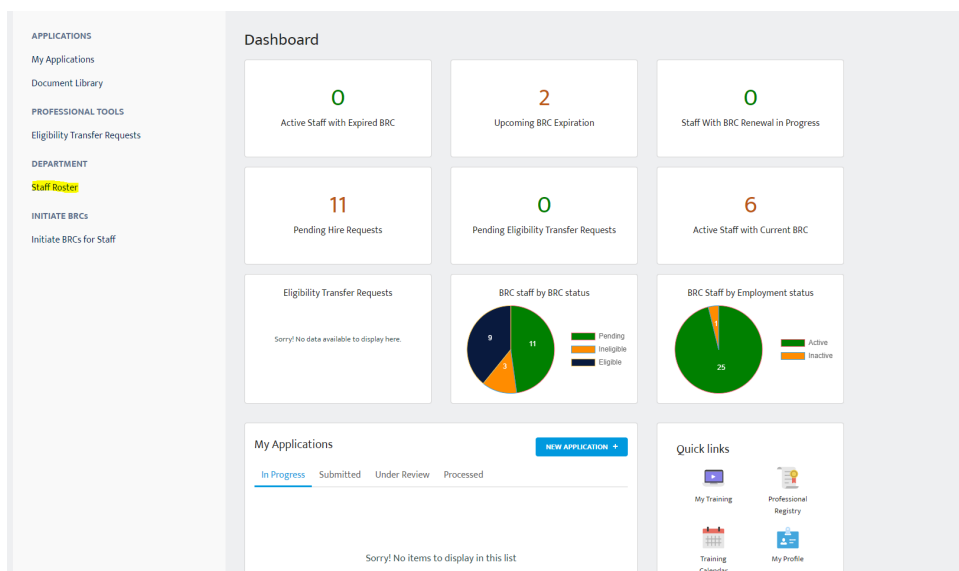 APPLICATIONS
My Applications
Document Library
PROFESSIONAL TOOLS
Eligibility Transfer Requests
DEPARTMENT
Staff Roster
INITIATE BRCs
Initiate BRCs for Staff
Dashboard
0
Active Staff with Expired BRC
2
Upcoming BRC Expiration
0
Staff With BRC Renewal in Progress
11
Pending Hire Requests
0
Pending Eligibility Transfer Requests
6
Active Staff with Current BRC
Eligibility Transfer Requests
Sorry! No data available to display here.
BRC staff by BRC status
9
11
3
Pending
Ineligible
Eligible
BRC Staff by Employment status
1
25
Active
Inactive
My Applications
NEW APPLICATION +
In Progress Submitted Under Review Processed
Sorry! No items to display in this list
Quick links
My Training
Professional
Registry
Training
Calendar
My Profile